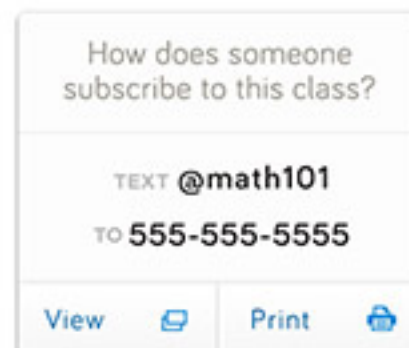 How does someone
subscribe to this class?
TEXT @math101
TO 555-555-5555
View Print